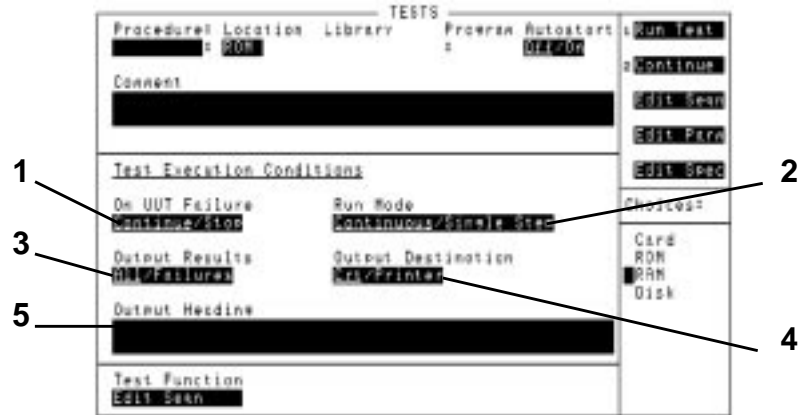 TESTS
Procedure: Location Library Program Autostart
: ROM : Off/On
Comment
Test Execution Conditions
On UUT Failure Run Mode
Continue/Stop Continuous/Single Step
Output Results Output Destination
All/Failures Crt/Printer
Output Heading
Test Function
Edit Seqn
1 Run Test
2 Continue
Edit Seqn
Edit Parm
Edit Spec
Choices:
Card
ROM
RAM
Disk
1
2
3
4
5